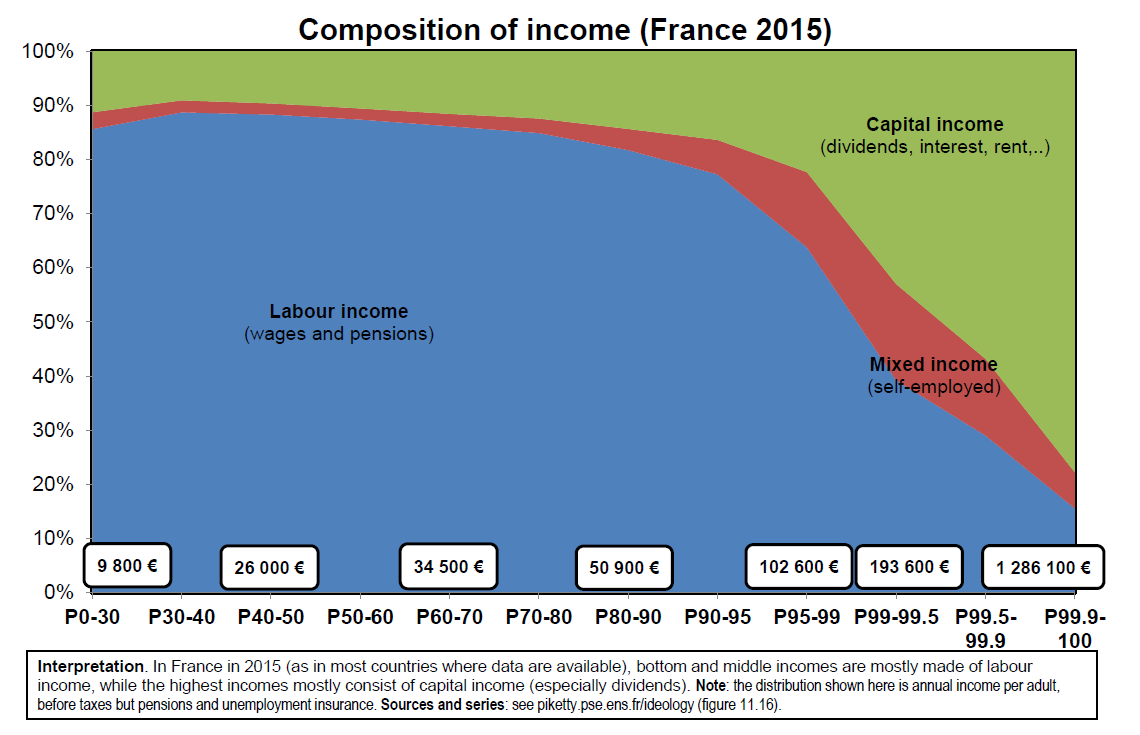 Composition of income (France 2015)
100%
90%
80%
70%
60%
50%
40%
30%
20%
10%
0%
Capital income
(dividends, interest, rent,..)
Labour income
(wages and pensions)
Mixed income
(self-employed)
9 800 €
26 000 €
34 500 €
50 900 €
102 600 €
193 600 €
1 286 100 €
P0-30
P30-40
P40-50
P50-60
P60-70
P70-80
P80-90
P90-95
P95-99
P99-99.5
P99.5-
99.9
P99.9-
100
Interpretation. In France in 2015 (as in most countries where data are available), bottom and middle incomes are mostly made of labour
income, while the highest incomes mostly consist of capital income (especially dividends). Note: the distribution shown here is annual income per adult,
before taxes but pensions and unemployment insurance. Sources and series: see piketty.pse.ens.fr/ideology (figure 11.16).